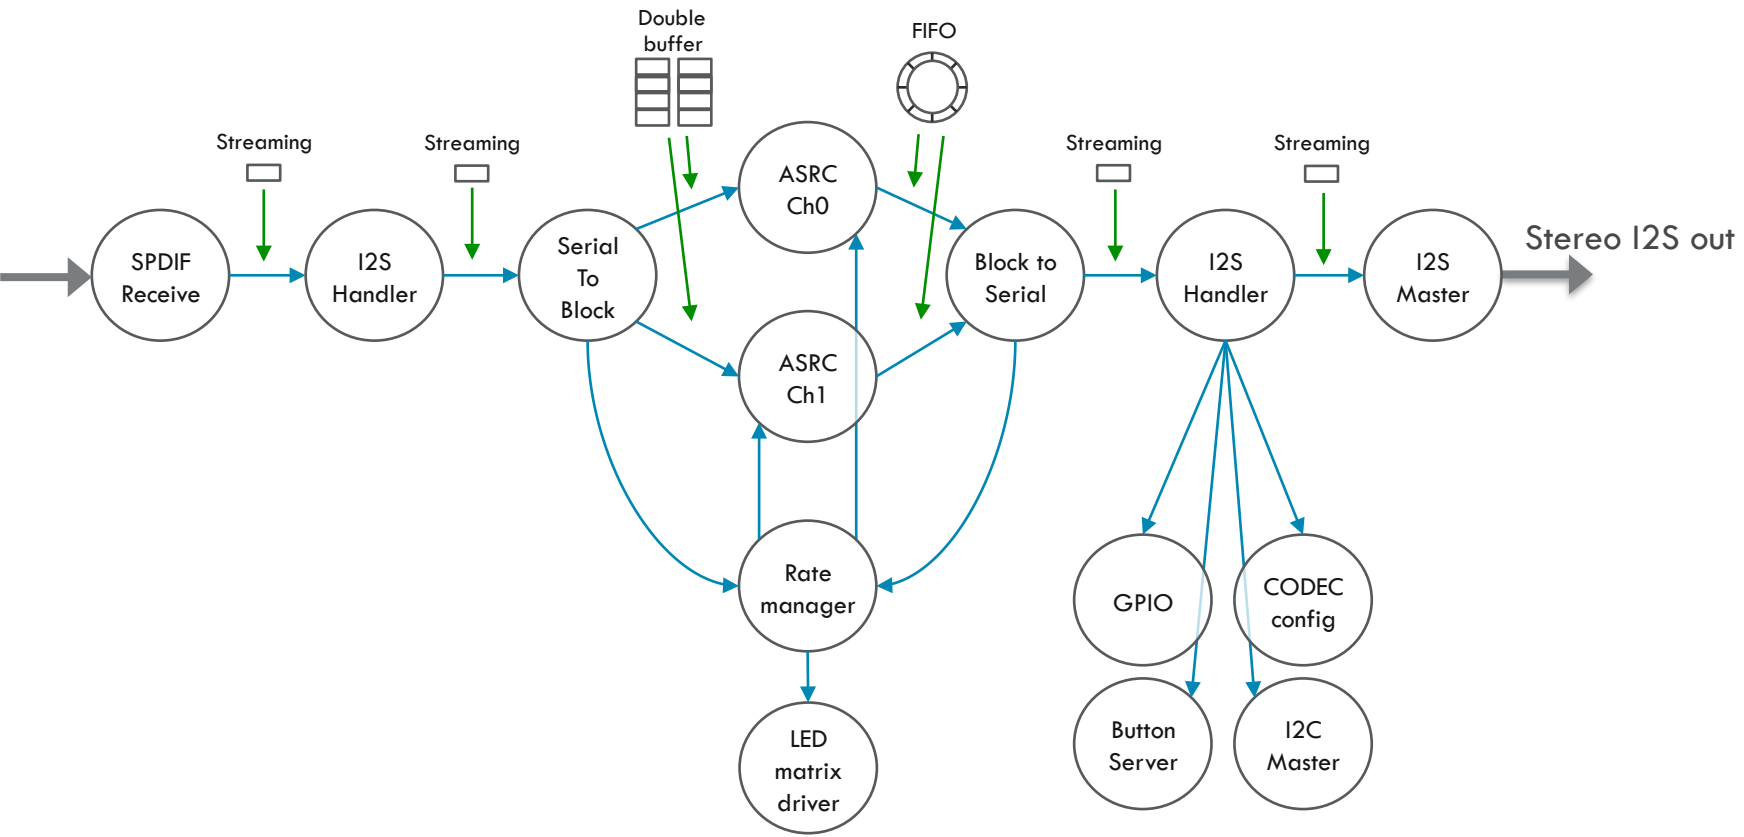 Double
buffer
FIFO
Streaming
Streaming
Streaming
Streaming
ASRC
Ch0
SPDIF
Receive
I2S
Handler
Serial
To
Block
Block to
Serial
I2S
Handler
I2S
Master
Stereo I2S out
ASRC
Ch1
Rate
manager
GPIO
CODEC
config
LED
matrix
driver
Button
Server
I2C
Master